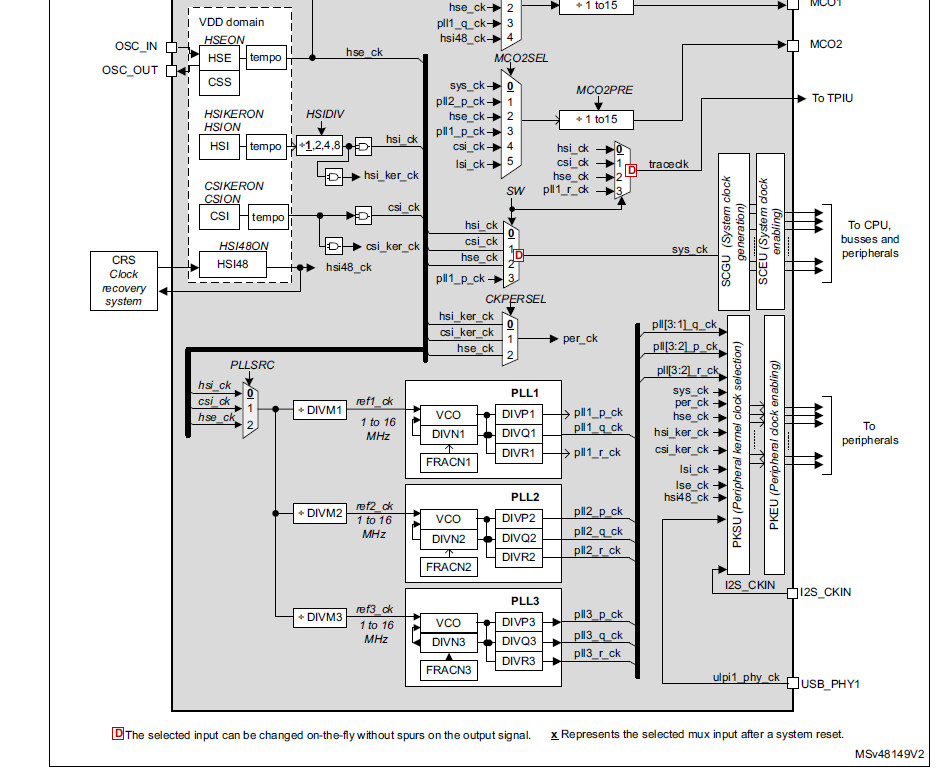 hse_ck 2
pll1_q_ck 3
hsi48_ck 4
÷ 1 to15
MCO1
VDD domain
HSEON
OSC_IN
OSC_OUT
HSE
tempo
CSS
hse_ck
MCO2SEL
sys_ck 0
pll2_p_ck 1
hse_ck 2
pll1_p_ck 3
csi_ck 4
lsi_ck 5
MCO2PRE
÷ 1 to15
MCO2
To TPIU
HSIKERON
HSION
HSI
tempo
HSIDIV
÷1,2,4,8
hsi_ck
hsi_ker_ck
hsi_ck 0
csi_ck 1
hse_ck 2
pll1_r_ck 3
D
traceclk
CSIKERON
CSION
CSI
tempo
csi_ck
csi_ker_ck
HSI48ON
HSI48
hsi48_ck
CRS
Clock
recovery
system
SW
hsi_ck 0
csi_ck 1
hse_ck 2
pll1_p_ck 3
D
sys_ck
SCGU (System clock
generation)
SCEU (System clock
enabling)
To CPU,
busses and
peripherals
CKPERSEL
hsi_ker_ck 0
csi_ker_ck 1
hse_ck 2
per_ck
PLLSRC
hsi_ck 0
csi_ck 1
hse_ck 2
÷ DIVM1
ref1_ck
1 to 16
MHz
PLL1
VCO
DIVN1
FRACN1
DIVP1
DIVQ1
DIVR1
pll1_p_ck
pll1_q_ck
pll1_r_ck
÷ DIVM2
ref2_ck
1 to 16
MHz
PLL2
VCO
DIVN2
FRACN2
DIVP2
DIVQ2
DIVR2
pll2_p_ck
pll2_q_ck
pll2_r_ck
÷ DIVM3
ref3_ck
1 to 16
MHz
PLL3
VCO
DIVN3
FRACN3
DIVP3
DIVQ3
DIVR3
pll3_p_ck
pll3_q_ck
pll3_r_ck
pll[3:1]_q_ck
pll[3:2]_p_ck
pll[3:2]_r_ck
sys_ck
per_ck
hse_ck
hsi_ker_ck
csi_ker_ck
lsi_ck
lse_ck
hsi48_ck
PKSU (Peripheral kernel clock selection)
PKEU (Peripheral clock enabling)
To
peripherals
I2S_CKIN
I2S_CKIN
ulpi1_phy_ck
USB_PHY1
D The selected input can be changed on-the-fly without spurs on the output signal.
x Represents the selected mux input after a system reset.
MSv48149V2